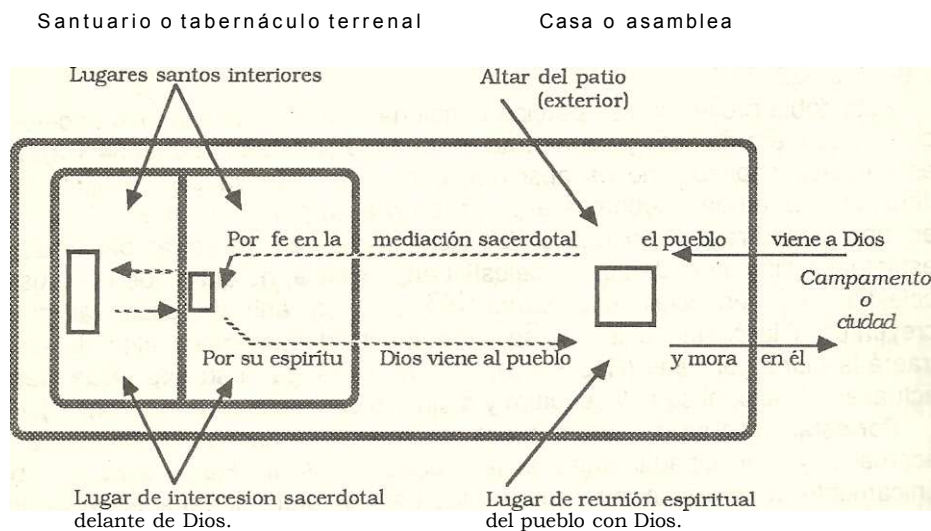 Santuario o tabernáculo terrenal Casa o asamblea
Lugares santos interiores
Altar del patio
(exterior)
Por fe en la mediación sacerdotal el pueblo viene a Dios
Campamento
o
ciudad
Por su espirítu Dios viene al pueblo y mora en él
Lugar de intercesion sacerdotal
delante de Dios.
Lugar de reunión espiritual
del pueblo con Dios.